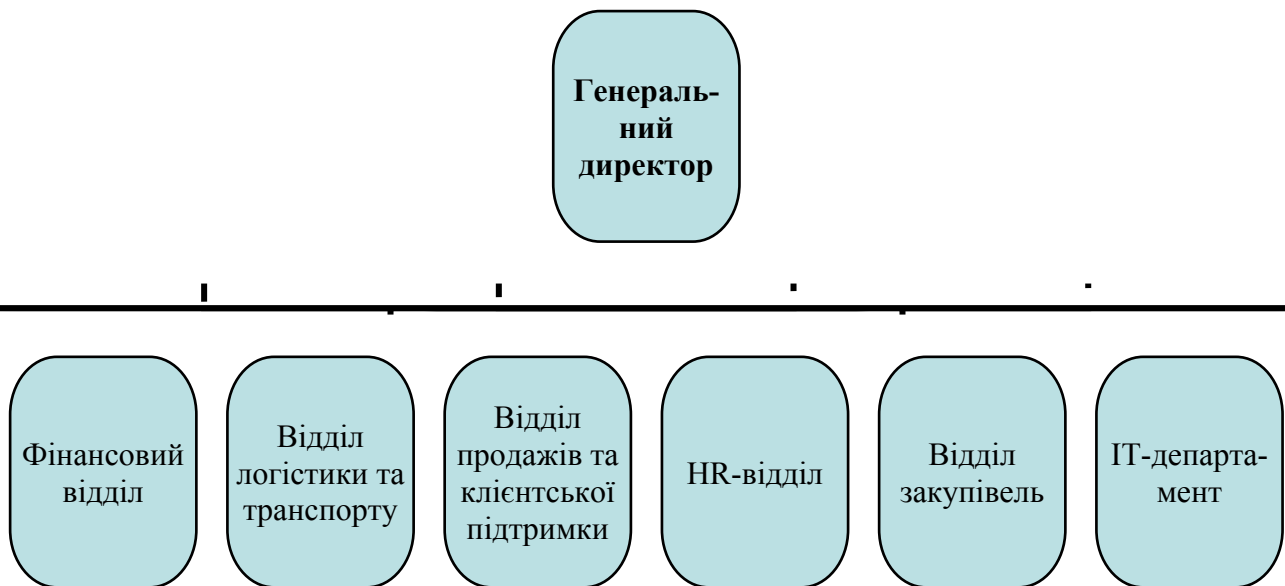 Генераль-
ний
директор
Фінансовий
відділ
Відділ
логістики та
транспорту
Відділ
продажів та
клієнтської
підтримки
HR-відділ
Відділ
закупівель
ІТ-департа-
мент